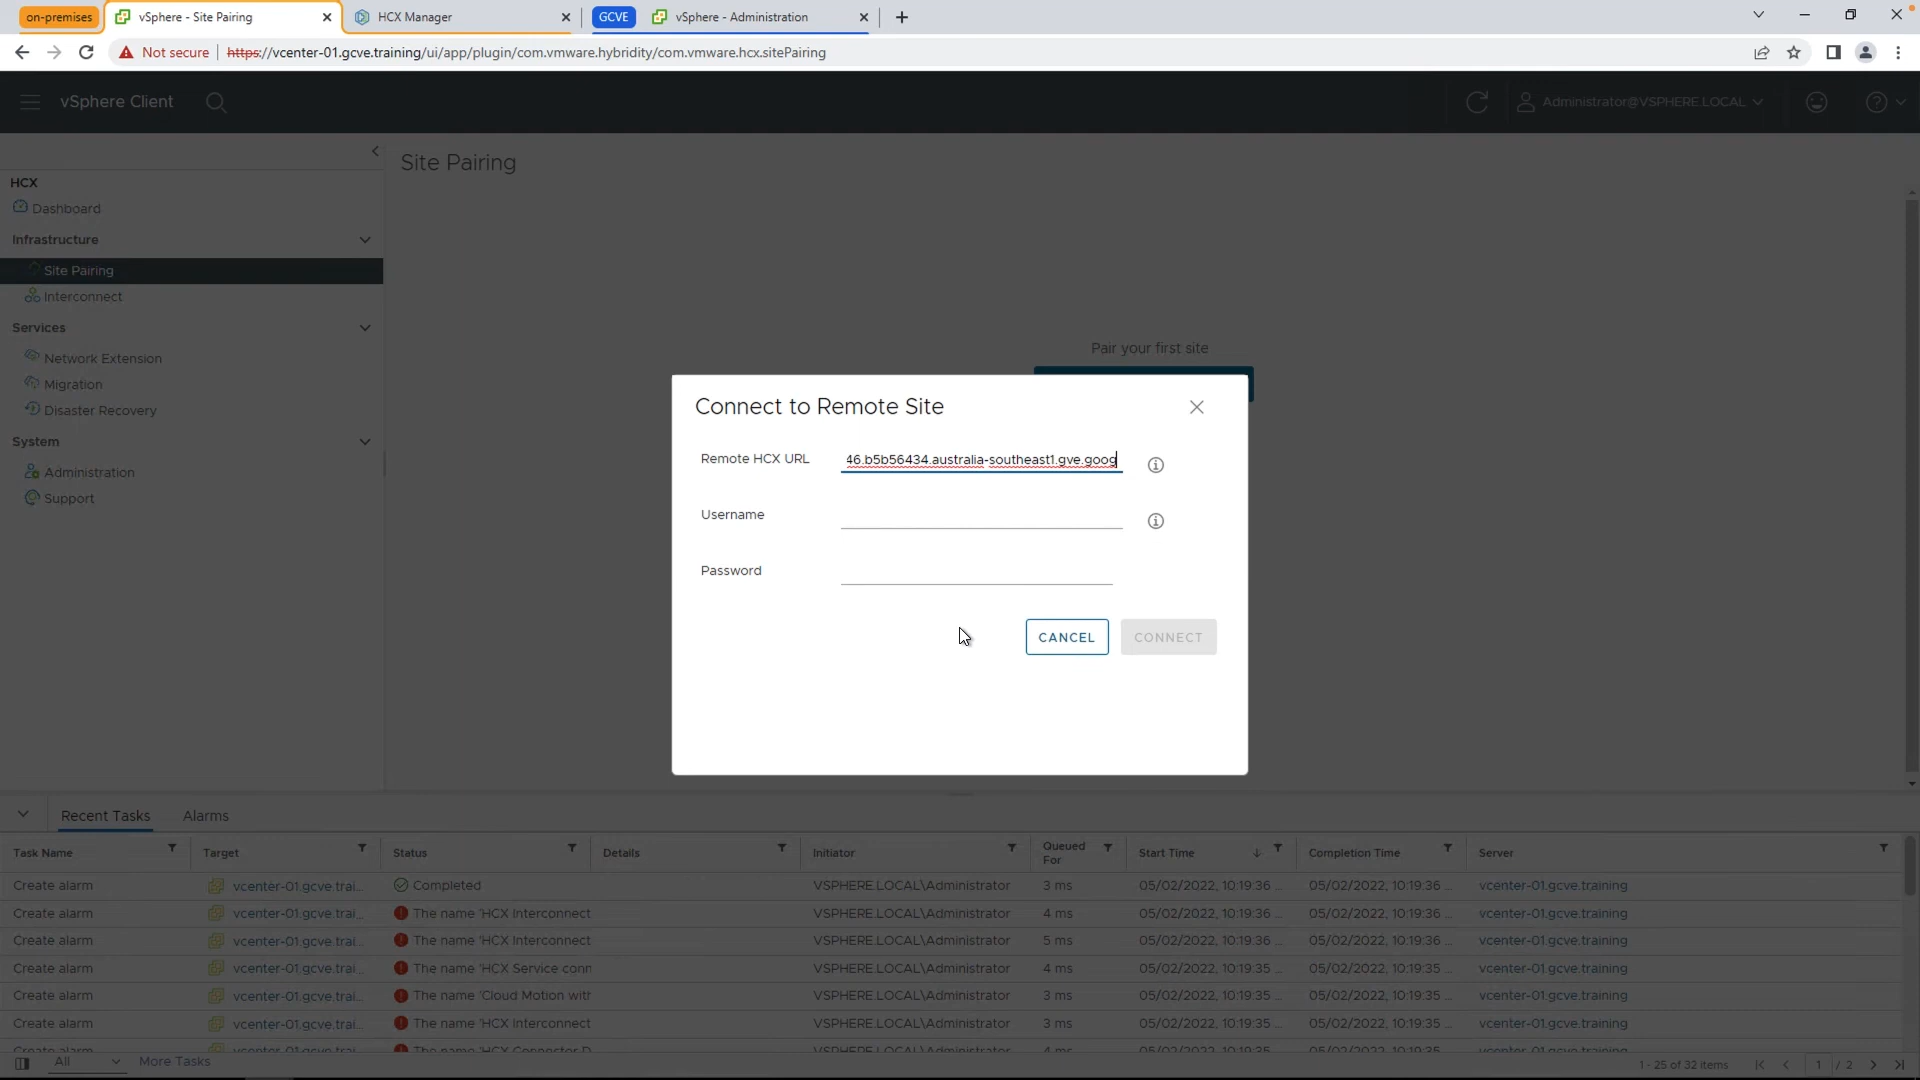 on-premises
vSphere - Site Pairing
HCX Manager
GCVE
vSphere - Administration
Not secure
https://vcenter-01.gcve.training/ui/app/plugin/com.vmware.hybridity/com.vmware.hcx.sitePairing
vSphere Client
Administrator@VSPHERE.LOCAL
Site Pairing
HCX
Dashboard
Infrastructure
Site Pairing
Interconnect
Services
Network Extension
Migration
Disaster Recovery
System
Administration
Support
Pair your first site
Connect to Remote Site
Remote HCX URL
46.b5b56434.australia-southeast1.gve.goog
Username
Password
CANCEL
CONNECT
Recent Tasks
Alarms
Task Name Target Status Details Initiator Queued For Start Time Completion Time Server
Create alarm vcenter-01.gcve.trai... Completed VSPHERE.LOCAL\Administrator 3 ms 05/02/2022, 10:19:36 ... 05/02/2022, 10:19:36 ... vcenter-01.gcve.training
Create alarm vcenter-01.gcve.trai... The name 'HCX Interconnect VSPHERE.LOCAL\Administrator 4 ms 05/02/2022, 10:19:36 ... 05/02/2022, 10:19:36 ... vcenter-01.gcve.training
Create alarm vcenter-01.gcve.trai... The name 'HCX Interconnect VSPHERE.LOCAL\Administrator 5 ms 05/02/2022, 10:19:36 ... 05/02/2022, 10:19:36 ... vcenter-01.gcve.training
Create alarm vcenter-01.gcve.trai... The name 'HCX Service conn VSPHERE.LOCAL\Administrator 4 ms 05/02/2022, 10:19:35 ... 05/02/2022, 10:19:35 ... vcenter-01.gcve.training
Create alarm vcenter-01.gcve.trai... The name 'Cloud Motion with VSPHERE.LOCAL\Administrator 3 ms 05/02/2022, 10:19:35 ... 05/02/2022, 10:19:35 ... vcenter-01.gcve.training
Create alarm vcenter-01.gcve.trai... The name 'HCX Interconnect VSPHERE.LOCAL\Administrator 3 ms 05/02/2022, 10:19:35 ... 05/02/2022, 10:19:35 ... vcenter-01.gcve.training
All
More Tasks
1 - 25 of 32 items
1 / 2